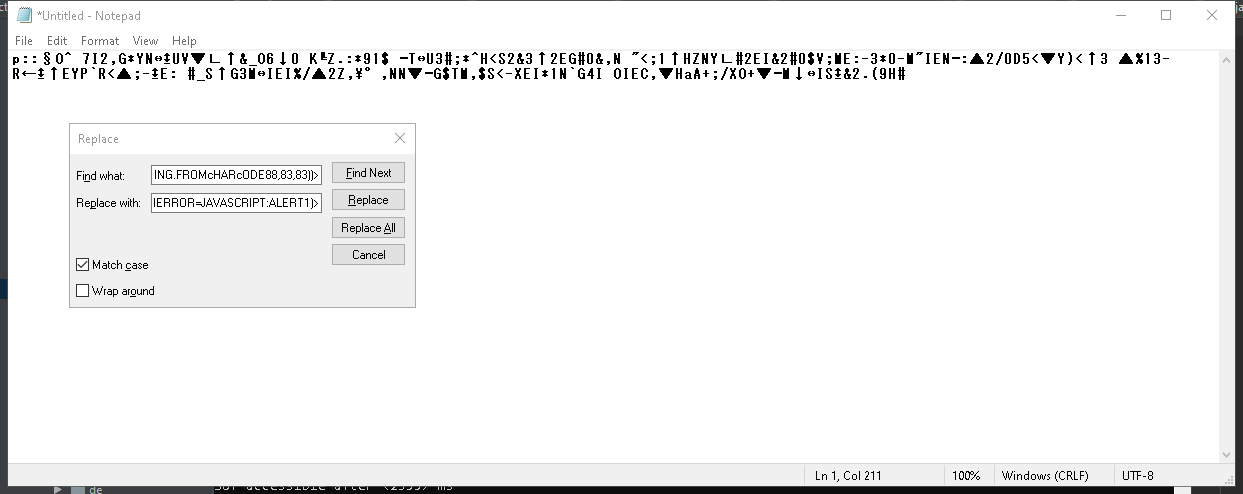 *Untitled - Notepad
File Edit Format View Help
p::§O^ 7I2,G*YN⇔±UV▼∟↑&_O6↓O K╚Z.:*91$ —T⇔U3#;*^H<S2&3↑2EG#O&,N ˝<;1↑HZNY∟#2EI&2#O$V;ME:-3*O-M˝IEN—:▲2/OD5<▼Y)<↑3 ▲%13-
R←±↑EYP`R<▲;-±E: #_S↑G3M⇔IEI%/▲2Z,¥° ,NN▼—G$TM,$S<-XEI*1N`G4I OIEC,▼HaA+;/XO+▼—M↓⇔IS±&2.(9H#
Replace
Find what: ING.FROMcHARcODE88,83,83))> Find Next
Replace with: IERROR=JAVASCRIPT:ALERT1)> Replace
Replace All
Cancel
Match case
Wrap around
Ln 1, Col 211 100% Windows (CRLF) UTF-8
de